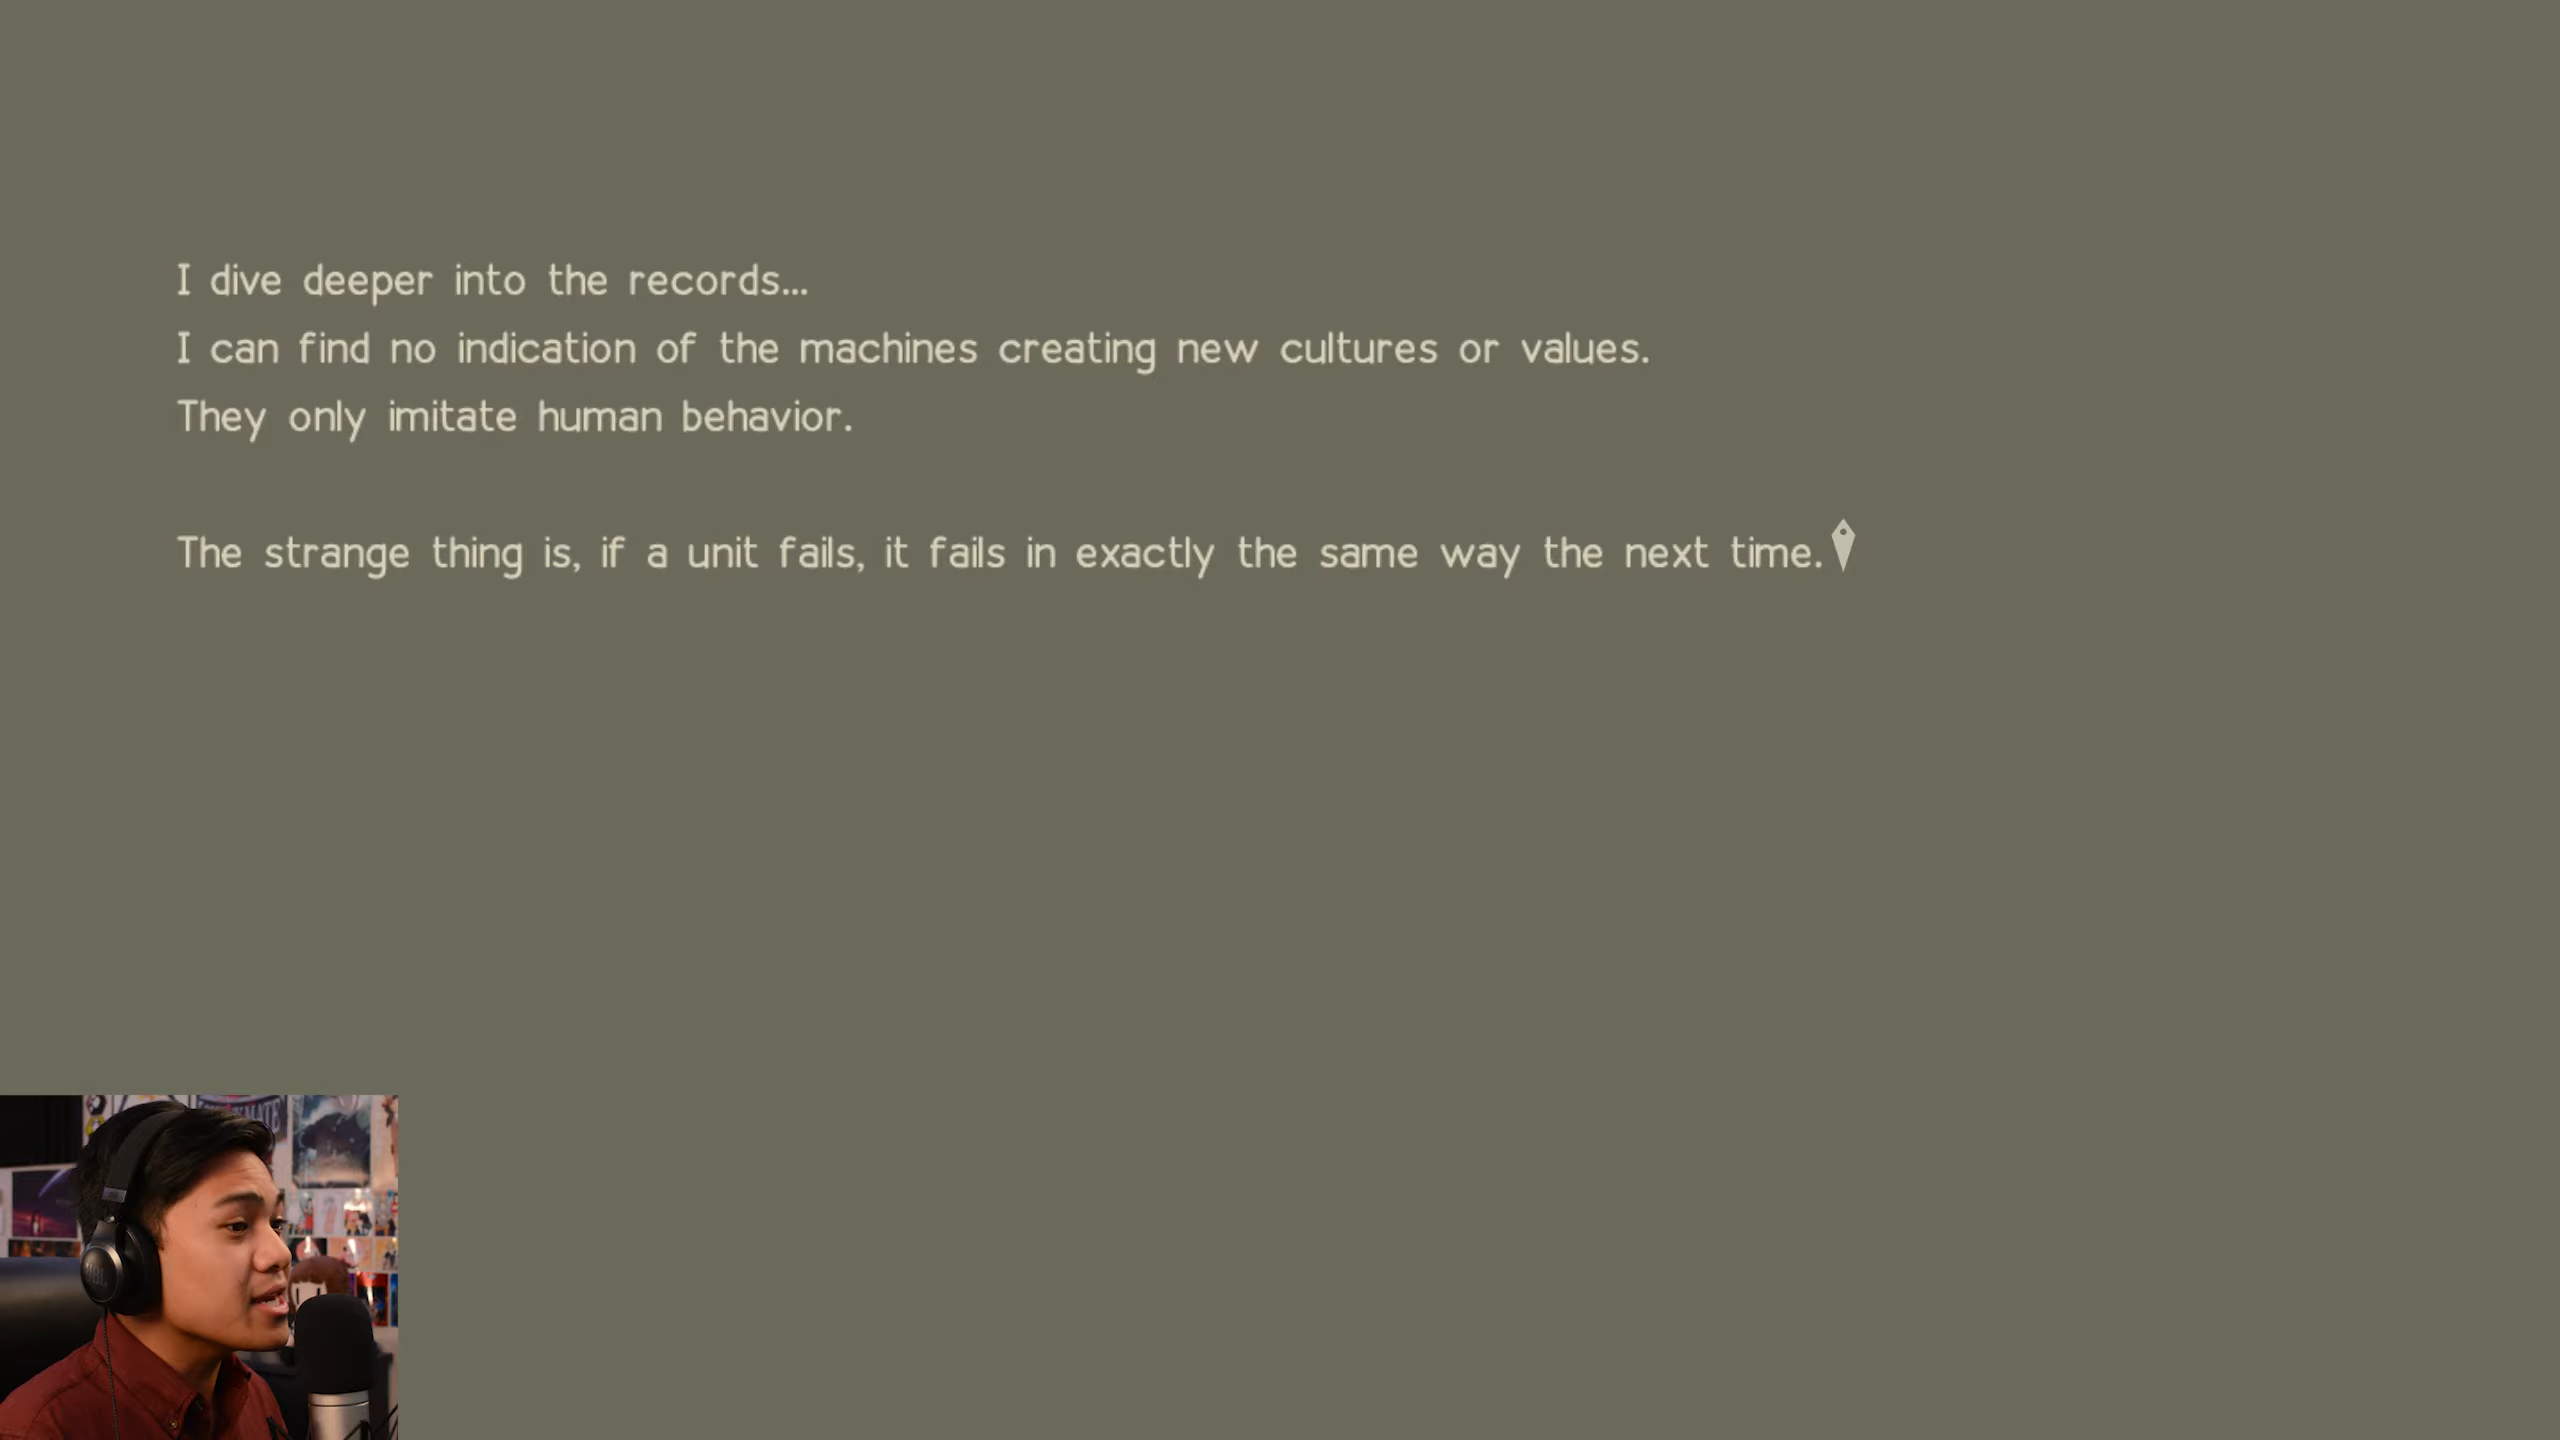 I dive deeper into the records...
I can find no indication of the machines creating new cultures or values.
They only imitate human behavior.
The strange thing is, if a unit fails, it fails in exactly the same way the next time.
JBL